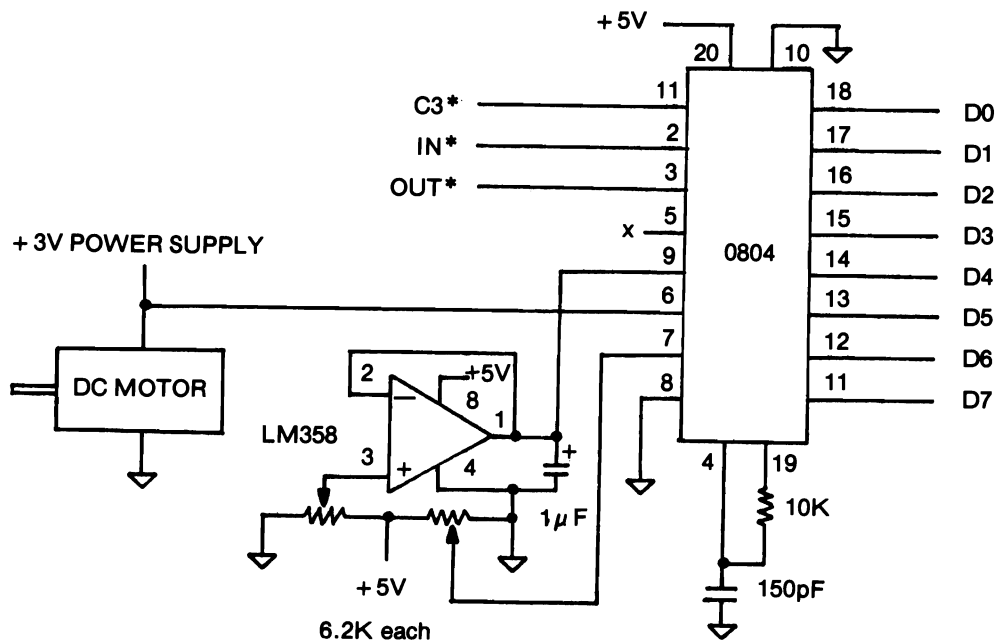 +5V
20
10
11
18
C3*
D0
2
17
IN*
D1
3
16
OUT*
D2
5
15
x
D3
+3V POWER SUPPLY
9
0804
14
D4
6
13
D5
7
12
D6
DC MOTOR
2
+5V
8
8
11
D7
LM358
1
3
4
+
−
+
4
19
10K
1µF
+5V
150pF
6.2K each